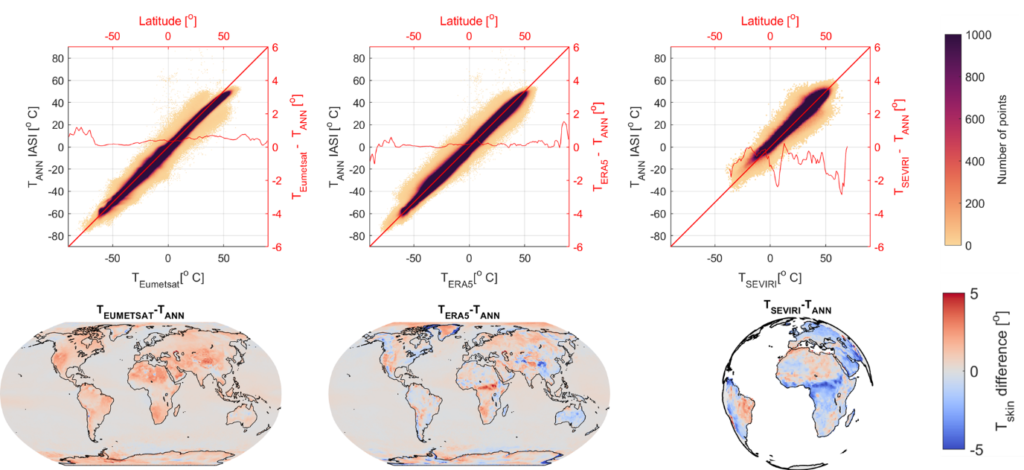 Latitude [°]
-50 0 50
80 60 40 20 0 -20 -40 -60 -80
T_ANN IASI [° C]
6 4 2 0 -2 -4 -6
T_Eumetsat - T_ANN [°]
-50 0 50
T_Eumetsat[° C]
Latitude [°]
-50 0 50
80 60 40 20 0 -20 -40 -60 -80
T_ANN IASI [° C]
6 4 2 0 -2 -4 -6
T_ERA5 - T_ANN [°]
-50 0 50
T_ERA5[° C]
Latitude [°]
-50 0 50
80 60 40 20 0 -20 -40 -60 -80
T_ANN IASI [° C]
6 4 2 0 -2 -4 -6
T_SEVIRI - T_ANN [°]
-50 0 50
T_SEVIRI[° C]
1000
800
600
400
200
0
Number of points
T_EUMETSAT-T_ANN
T_ERA5-T_ANN
T_SEVIRI-T_ANN
5
0
-5
T_skin difference [°]